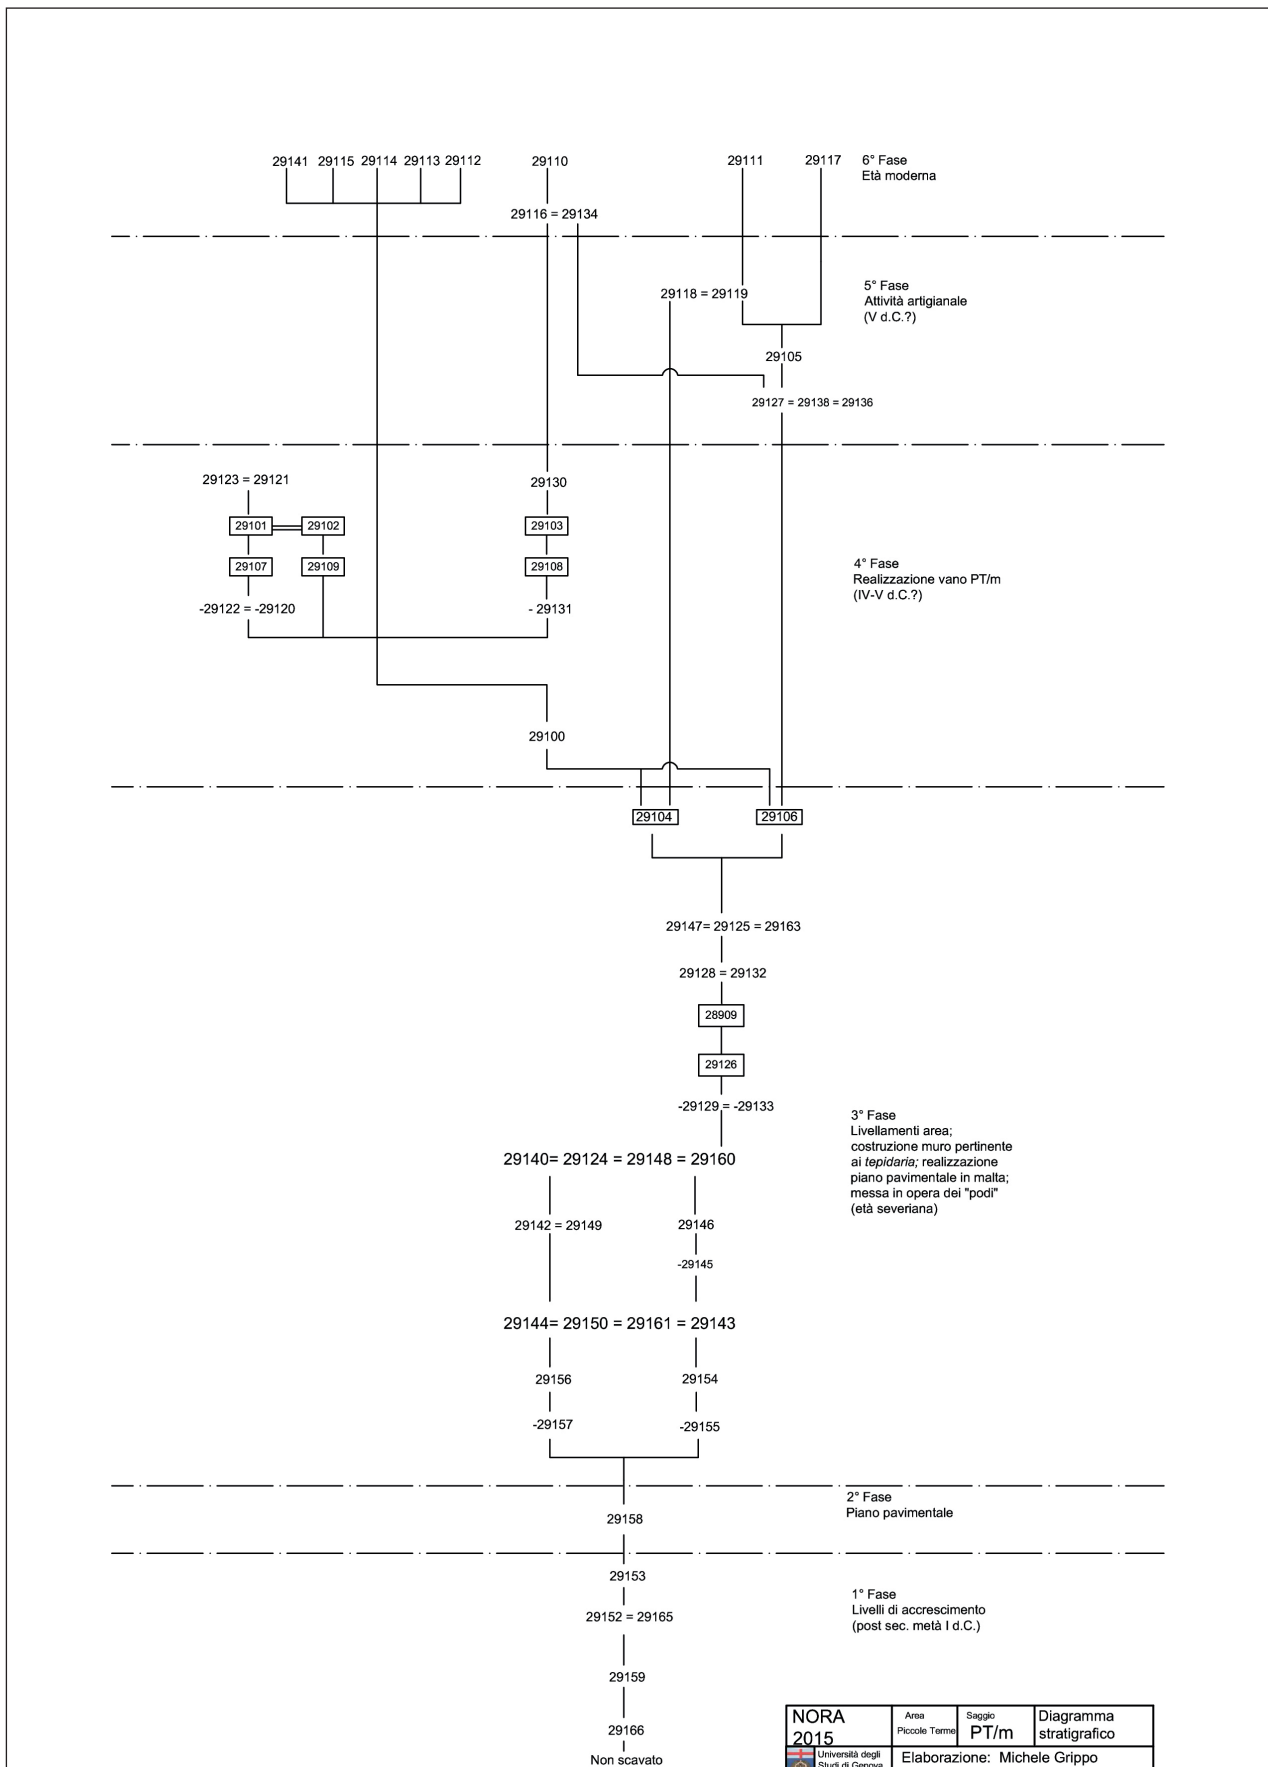 29141 29115 29114 29113 29112 29110 29111 29117
6° Fase
Età moderna
29116 = 29134
5° Fase
Attività artigianale
(V d.C.?)
29118 = 29119
29105
29127 = 29138 = 29136
29123 = 29121
29130
29101
29102
29103
29107
29109
29108
4° Fase
Realizzazione vano PT/m
(IV-V d.C.?)
-29122 = -29120
- 29131
29100
29104
29106
29147= 29125 = 29163
29128 = 29132
28909
29126
-29129 = -29133
3° Fase
Livellamenti area;
costruzione muro pertinente
ai tepidaria; realizzazione
piano pavimentale in malta;
messa in opera dei "podi"
(età severiana)
29140= 29124 = 29148 = 29160
29142 = 29149
29146
-29145
29144= 29150 = 29161 = 29143
29156
29154
-29157
-29155
2° Fase
Piano pavimentale
29158
29153
1° Fase
Livelli di accrescimento
(post sec. metà I d.C.)
29152 = 29165
29159
29166
Non scavato
NORA
2015
Area
Piccole Terme
Saggio
PT/m
Diagramma
stratigrafico
Università degli
Studi di Genova
Elaborazione: Michele Grippo